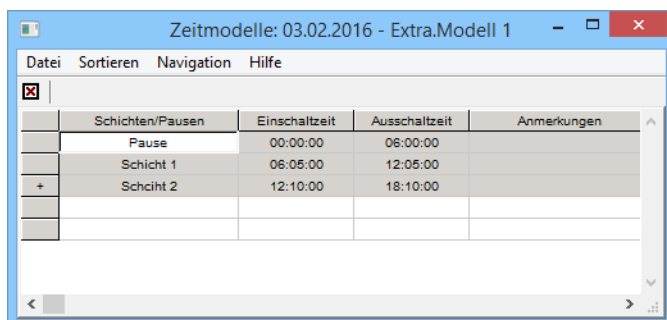 Zeitmodelle: 03.02.2016 - Extra.Modell 1
Datei Sortieren Navigation Hilfe
Schichten/Pausen Einschaltzeit Ausschaltzeit Anmerkungen
Pause 00:00:00 06:00:00
Schicht 1 06:05:00 12:05:00
+ Schciht 2 12:10:00 18:10:00